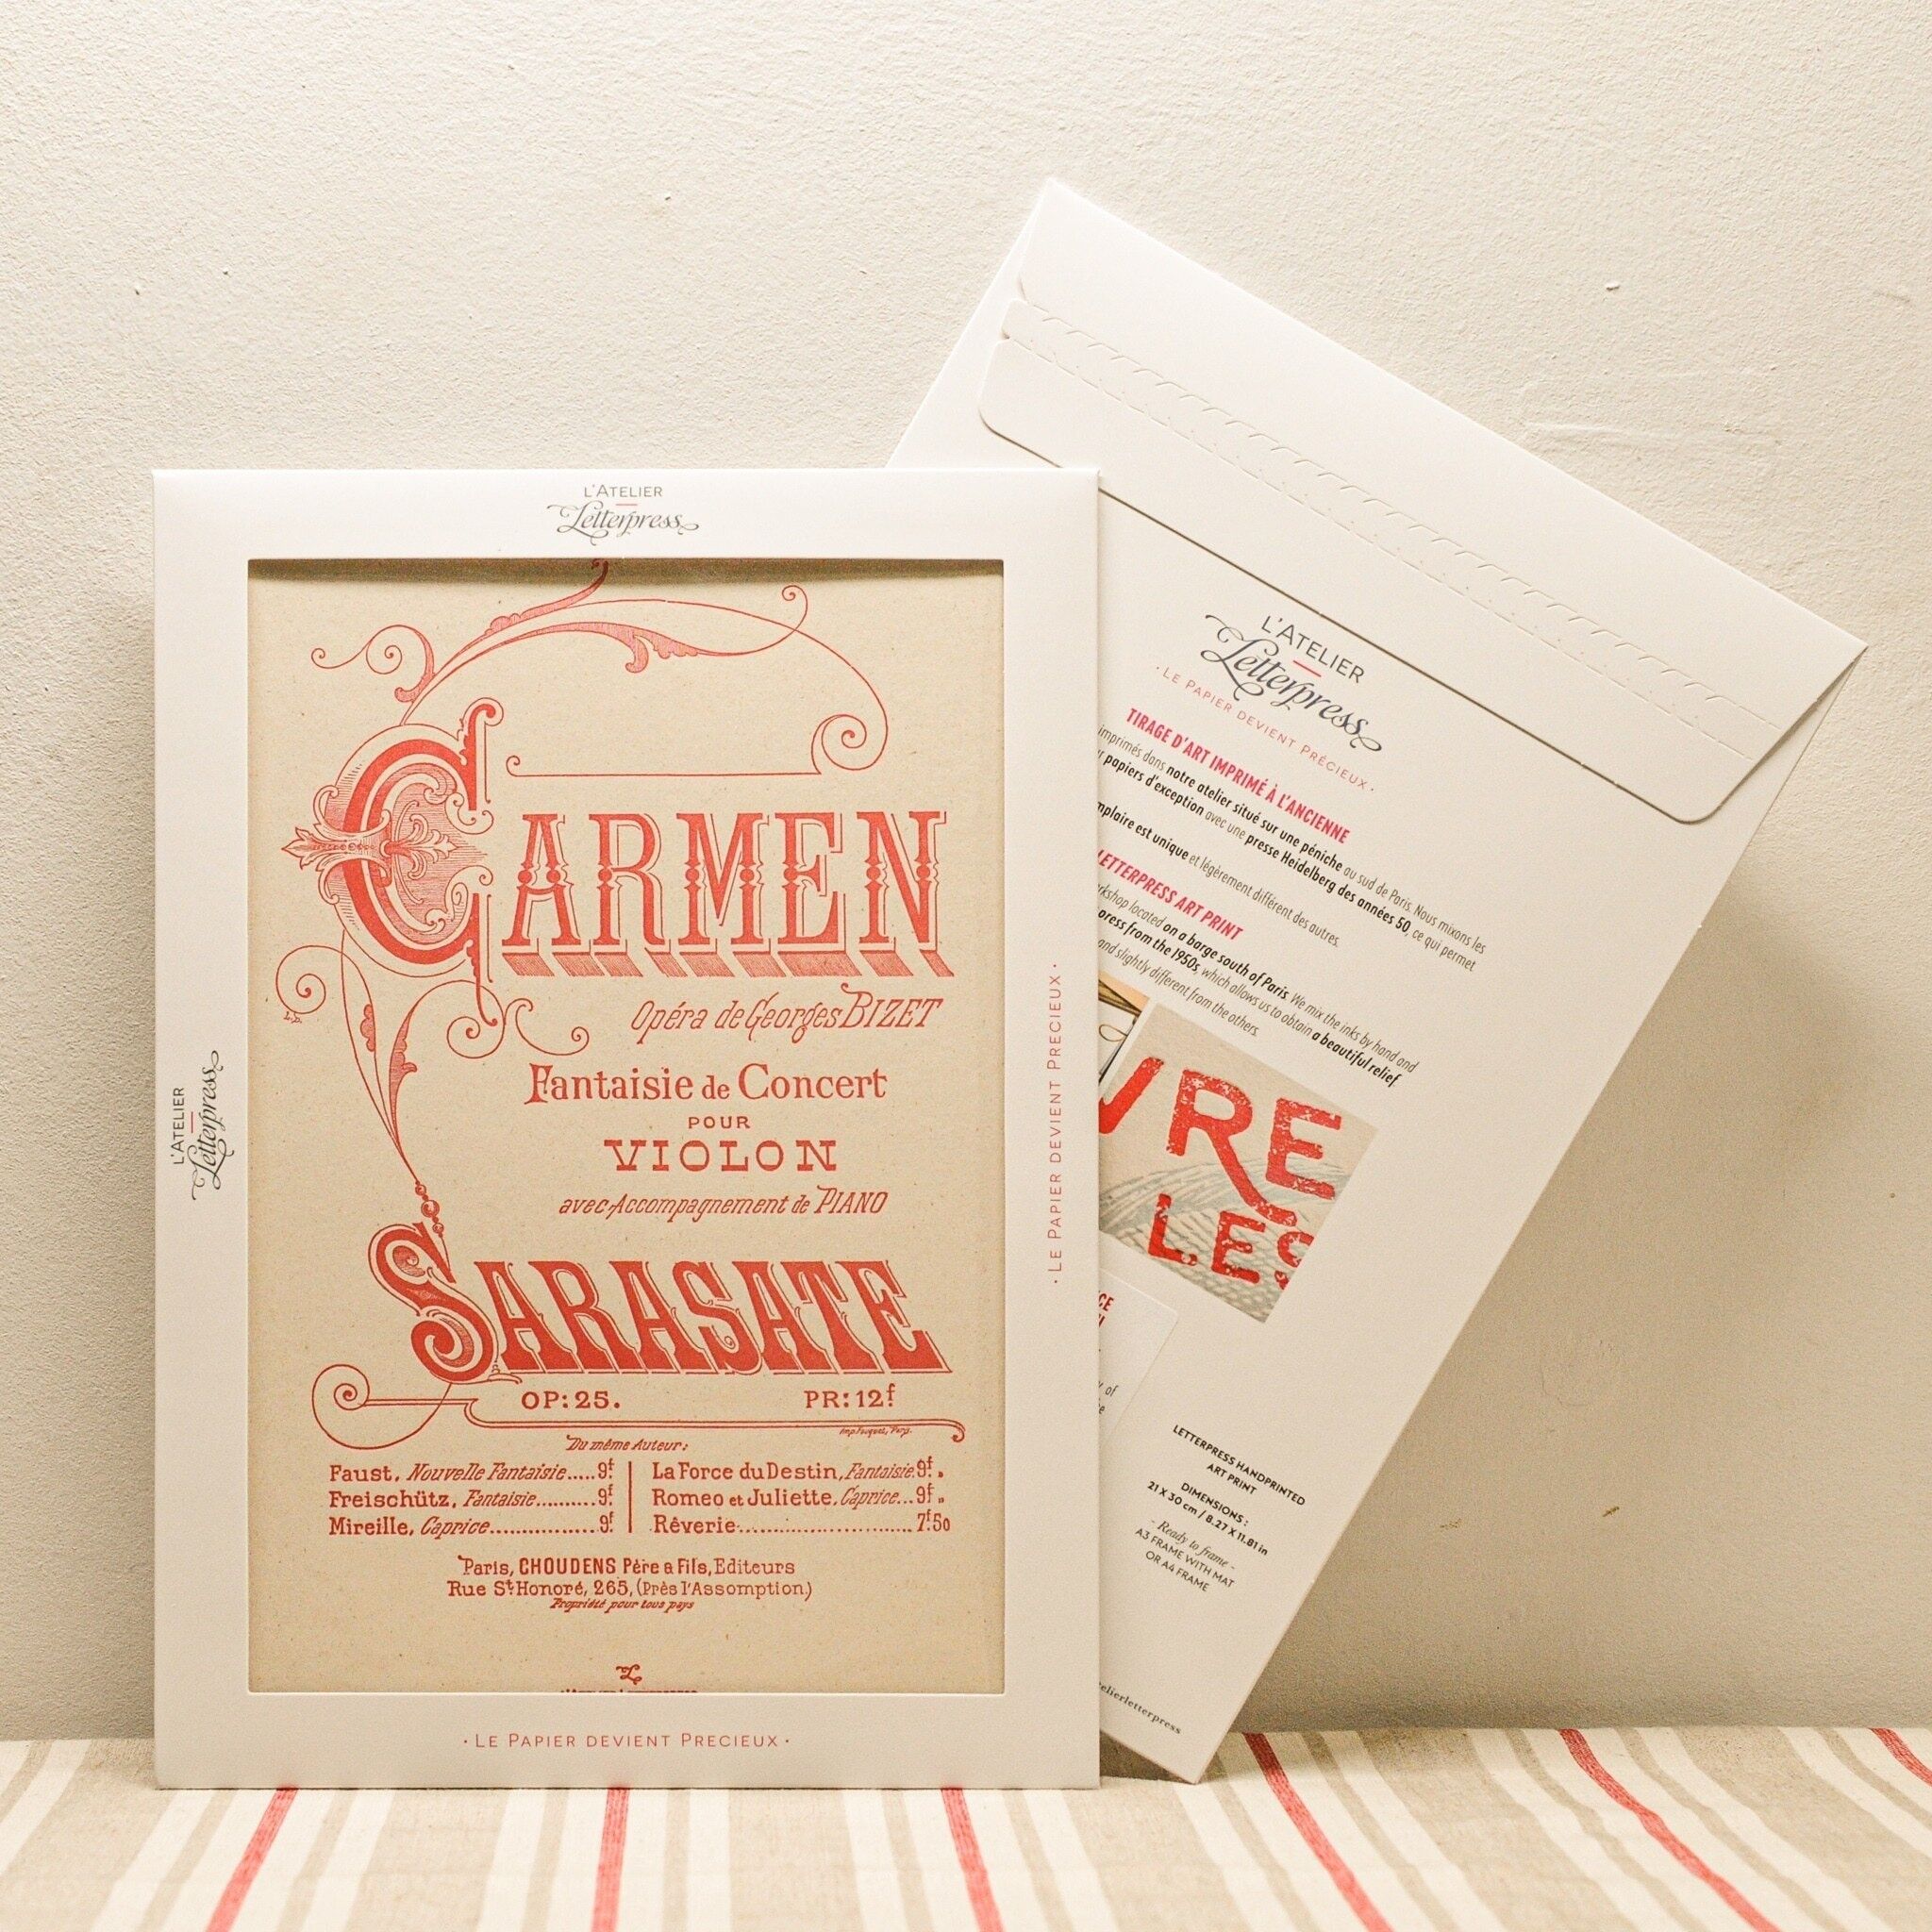 L'ATELIER
Letterpress
CARMEN
Opéra de Georges BIZET
Fantaisie de Concert
POUR
VIOLON
avec Accompagnement de PIANO
SARASATE
OP: 25. PR: 12f
Imp. Fouquet, Paris.
Du même Auteur:
Faust, Nouvelle Fantaisie.....9f
Freischütz, Fantaisie..........9f
Mireille, Caprice.................9f
La Force du Destin, Fantaisie.9f „
Romeo et Juliette, Caprice...9f „
Rêverie............................7f50
Paris, CHOUDENS Père & Fils, Editeurs
Rue St Honoré, 265, (Près l'Assomption)
Propriété pour tous pays
· LE PAPIER DEVIENT PRECIEUX ·
L'ATELIER
Letterpress
· LE PAPIER DEVIENT PRECIEUX ·
L'ATELIER
Letterpress
· LE PAPIER DEVIENT PRÉCIEUX ·
TIRAGE D'ART IMPRIMÉ À L'ANCIENNE
imprimés dans notre atelier situé sur une péniche au sud de Paris. Nous mixons les
papiers d'exception avec une presse Heidelberg des années 50, ce qui permet
mplaire est unique et légèrement différent des autres.
LETTERPRESS ART PRINT
rkshop located on a barge south of Paris. We mix the inks by hand and
press from the 1950s, which allows us to obtain a beautiful relief.
and slightly different from the others.
VRE
LES
of
LETTERPRESS HANDPRINTED
ART PRINT
DIMENSIONS :
21 X 30 cm / 8.27 X 11.81 in
- Ready to frame -
A3 FRAME WITH MAT
OR A4 FRAME
elierletterpress